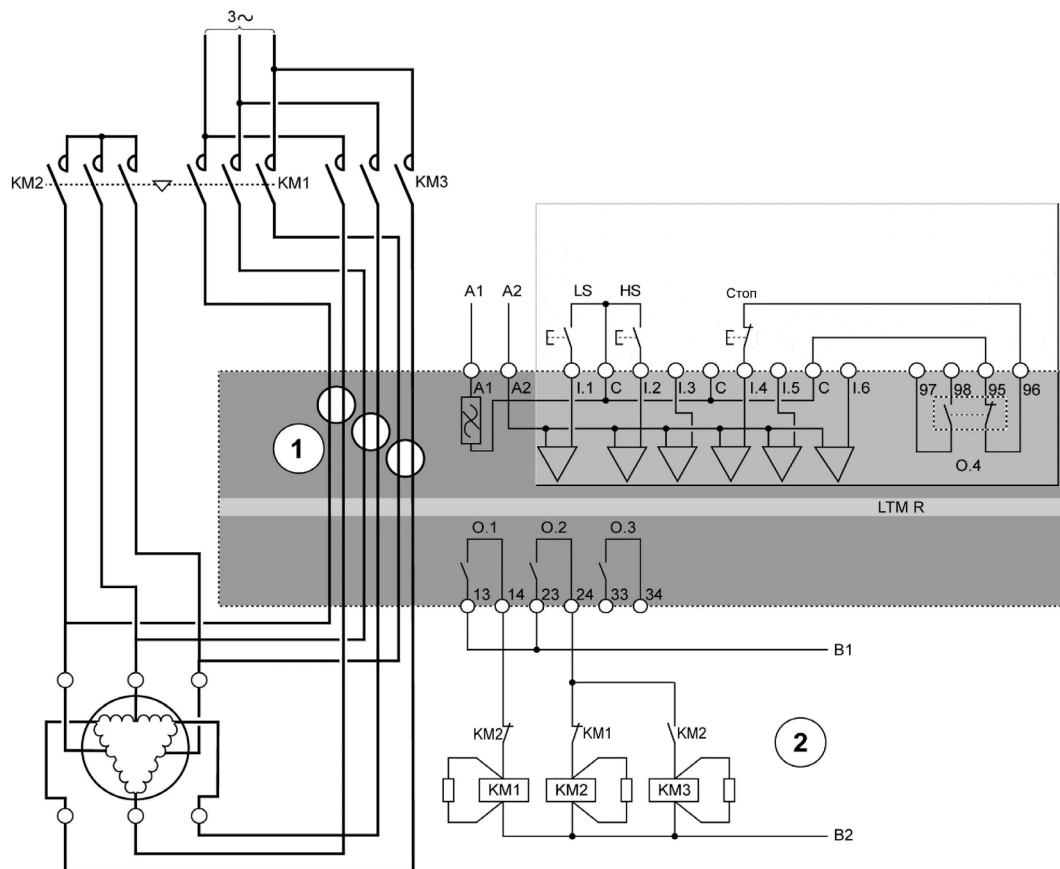 3~
KM2
KM1
KM3
A1
A2
LS
HS
Стоп
A1
A2
I.1
C
I.2
I.3
C
I.4
I.5
C
I.6
97
98
95
96
O.4
1
LTM R
O.1
O.2
O.3
13
14
23
24
33
34
B1
KM2
KM1
KM2
2
KM1
KM2
KM3
B2